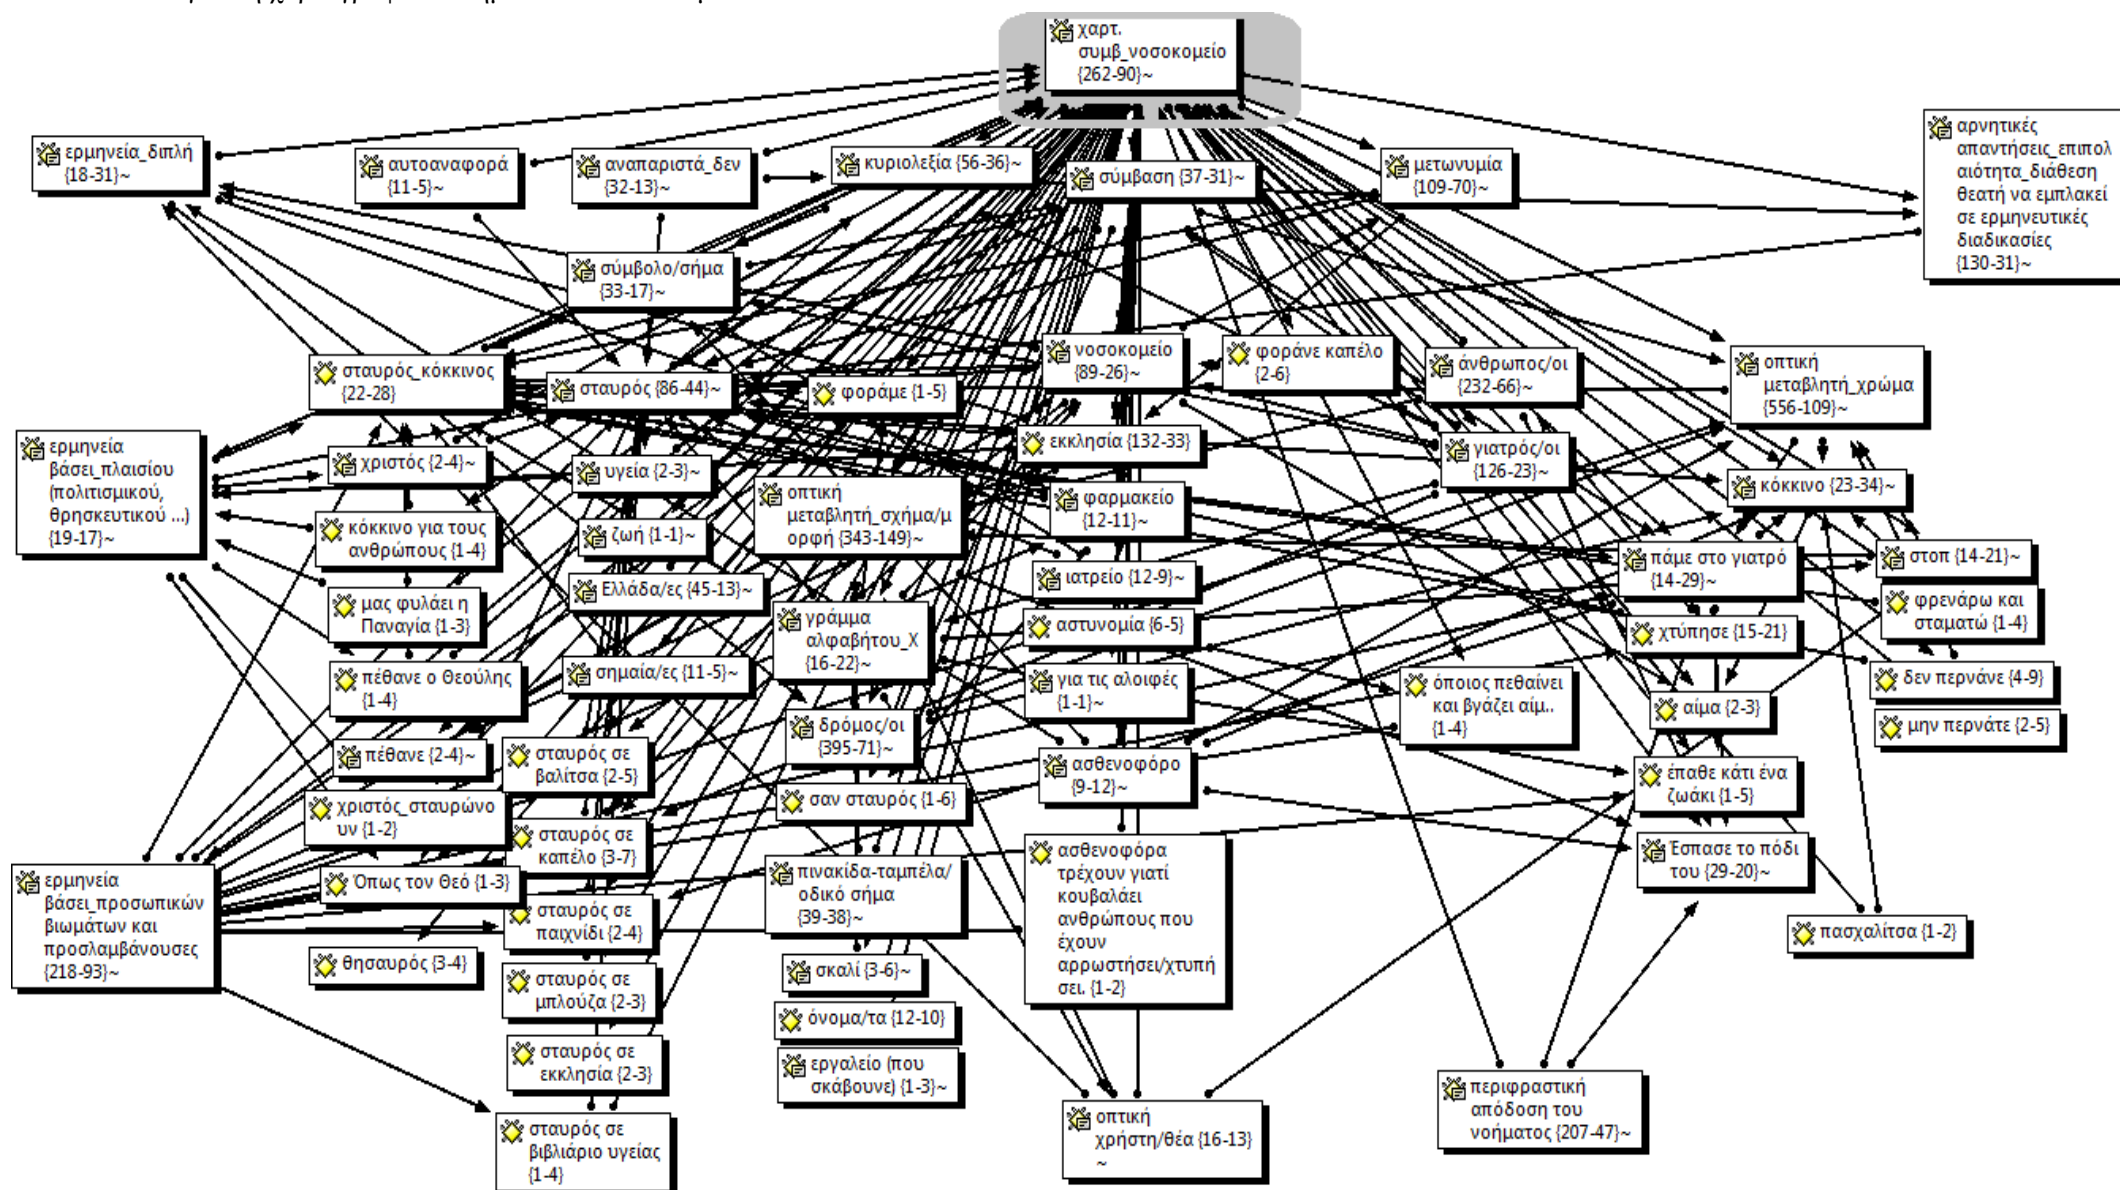 χαρτ.
συμβ_νοσοκομείο
{262-90}~
ερμηνεία_διπλή
{18-31}~
αυτοαναφορά
{11-5}~
αναπαριστά_δεν
{32-13}~
κυριολεξία {56-36}~
σύμβαση {37-31}~
μετωνυμία
{109-70}~
αρνητικές
απαντήσεις_επιπολ
αιότητα_διάθεση
θεατή να εμπλακεί
σε ερμηνευτικές
διαδικασίες
{130-31}~
σύμβολο/σήμα
{33-17}~
σταυρός_κόκκινος
{22-28}
σταυρός {86-44}~
φοράμε {1-5}
νοσοκομείο
{89-26}~
φοράνε καπέλο
{2-6}
άνθρωπος/οι
{232-66}~
οπτική
μεταβλητή_χρώμα
{556-109}~
ερμηνεία
βάσει_πλαισίου
(πολιτισμικού,
θρησκευτικού ...)
{19-17}~
χριστός {2-4}~
υγεία {2-3}~
εκκλησία {132-33}
γιατρός/οι
{126-23}~
οπτική
μεταβλητή_σχήμα/μ
ορφή {343-149}~
φαρμακείο
{12-11}~
κόκκινο {23-34}~
κόκκινο για τους
ανθρώπους {1-4}
ζωή {1-1}~
πάμε στο γιατρό
{14-29}~
στοπ {14-21}~
ιατρείο {12-9}~
Ελλάδα/ες {45-13}~
μας φυλάει η
Παναγία {1-3}
γράμμα
αλφαβήτου_Χ
{16-22}~
αστυνομία {6-5}
χτύπησε {15-21}
φρενάρω και
σταματώ {1-4}
πέθανε ο Θεούλης
{1-4}
σημαία/ες {11-5}~
για τις αλοιφές
{1-1}~
όποιος πεθαίνει
και βγάζει αίμ..
{1-4}
αίμα {2-3}
δεν περνάνε {4-9}
μην περνάτε {2-5}
δρόμος/οι
{395-71}~
πέθανε {2-4}~
σταυρός σε
βαλίτσα {2-5}
ασθενοφόρο
{9-12}~
έπαθε κάτι ένα
ζωάκι {1-5}
χριστός_σταυρώνο
υν {1-2}
σαν σταυρός {1-6}
σταυρός σε
καπέλο {3-7}
ασθενοφόρα
τρέχουν γιατί
κουβαλάει
ανθρώπους που
έχουν
αρρωστήσει/χτυπή
σει. {1-2}
Έσπασε το πόδι
του {29-20}~
ερμηνεία
βάσει_προσωπικών
βιωμάτων και
προσλαμβάνουσες
{218-93}~
Όπως τον Θεό {1-3}
πινακίδα-ταμπέλα/
οδικό σήμα
{39-38}~
σταυρός σε
παιχνίδι {2-4}
πασχαλίτσα {1-2}
θησαυρός {3-4}
σκαλί {3-6}~
σταυρός σε
μπλούζα {2-3}
όνομα/τα {12-10}
σταυρός σε
εκκλησία {2-3}
εργαλείο (που
σκάβουνε) {1-3}~
περιφραστική
απόδοση του
νοήματος {207-47}~
οπτική
χρήστη/θέα {16-13}
~
σταυρός σε
βιβλιάριο υγείας
{1-4}